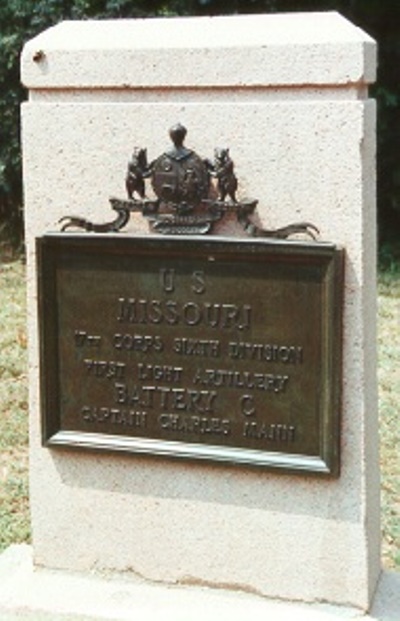 U S
MISSOURI
17TH CORPS SIXTH DIVISION
FIRST LIGHT ARTILLERY
BATTERY C
CAPTAIN CHARLES MANN